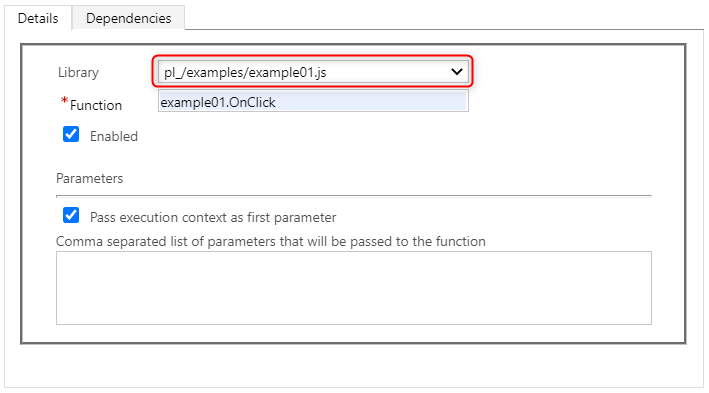 Details Dependencies
Library pl_/examples/example01.js
*Function example01.OnClick
Enabled
Parameters
Pass execution context as first parameter
Comma separated list of parameters that will be passed to the function